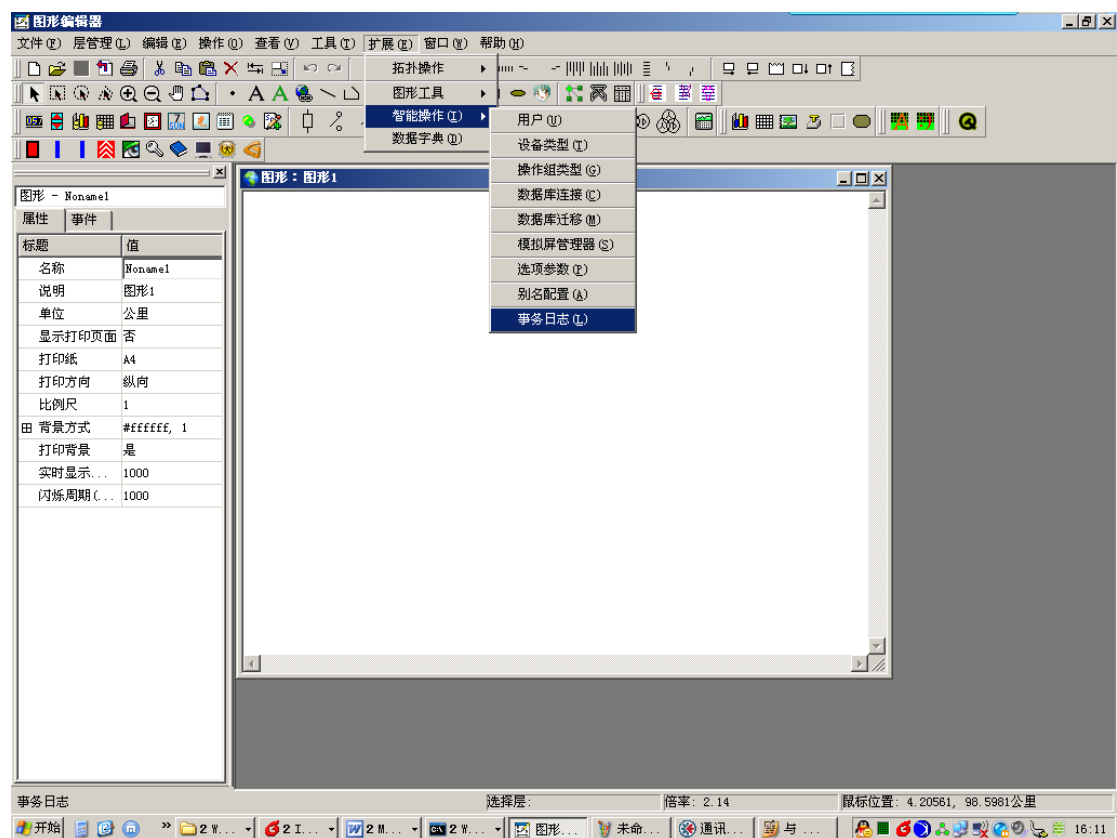 图形编辑器
文件(F) 层管理(L) 编辑(E) 操作(O) 查看(V) 工具(T) 扩展(E) 窗口(W) 帮助(H)
拓扑操作
图形工具
智能操作(I)
数据字典(D)
用户(U)
设备类型(T)
操作组类型(G)
数据库连接(C)
数据库迁移(M)
模拟屏管理器(S)
选项参数(P)
别名配置(A)
事务日志(L)
图形 - Noname1
属性 事件
标题 值
名称 Noname1
说明 图形1
单位 公里
显示打印页面 否
打印纸 A4
打印方向 纵向
比例尺 1
背景方式 #ffffff, 1
打印背景 是
实时显示... 1000
闪烁周期(... 1000
图形：图形1
事务日志 选择层: 倍率: 2.14 鼠标位置: 4.20561, 98.5981公里
开始 » 2 W... 2 I... 2 M... 2 W... 图形... 未命... 通讯... 与 ... 16:11